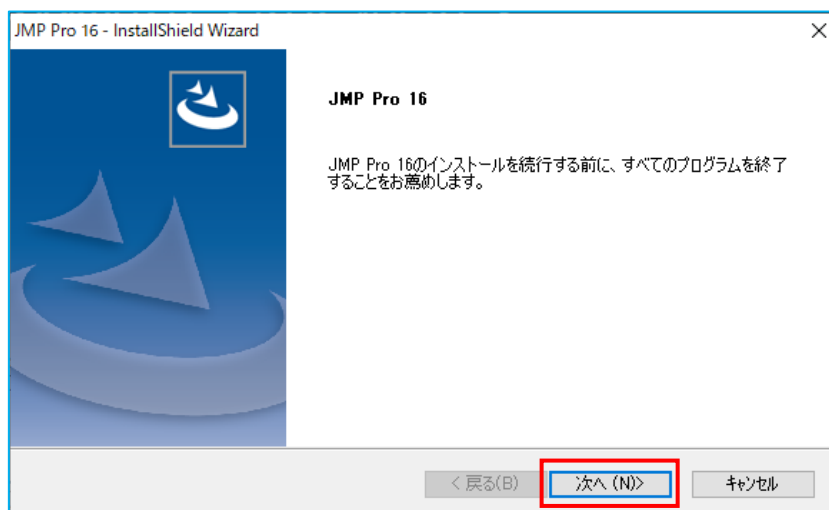 JMP Pro 16 - InstallShield Wizard
JMP Pro 16
JMP Pro 16のインストールを続行する前に、すべてのプログラムを終了
することをお薦めします。
< 戻る(B)
次へ (N)>
キャンセル